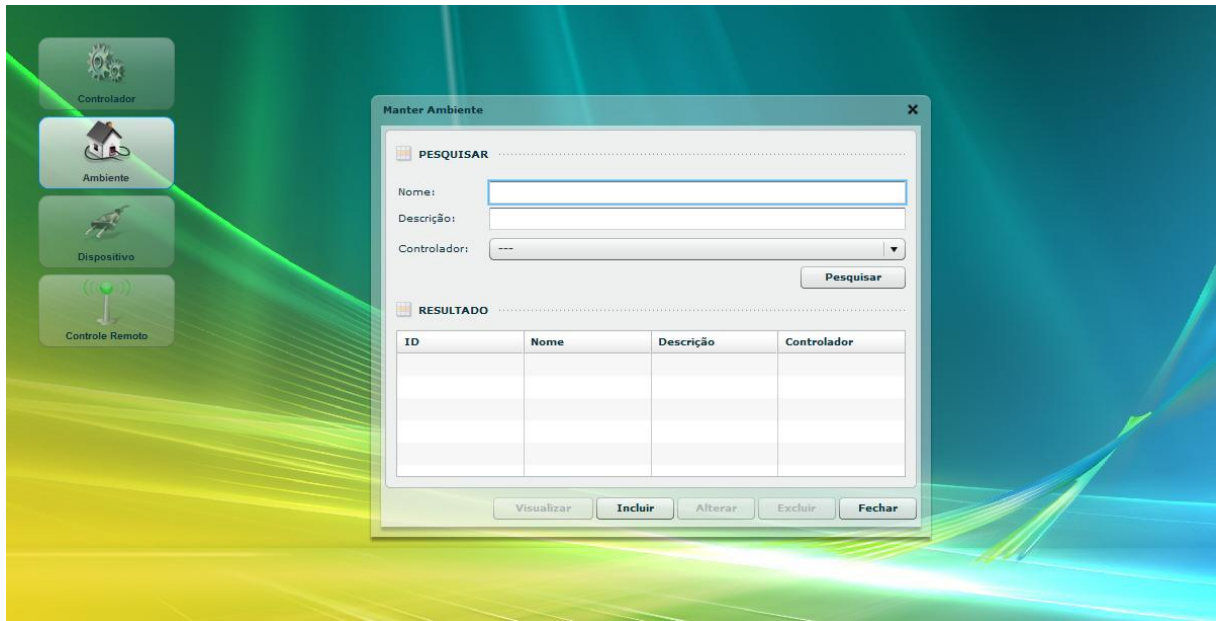 Controlador
Ambiente
Dispositivo
Controle Remoto
Manter Ambiente
PESQUISAR
Nome:
Descrição:
Controlador: ---
Pesquisar
RESULTADO
ID Nome Descrição Controlador
Visualizar Incluir Alterar Excluir Fechar